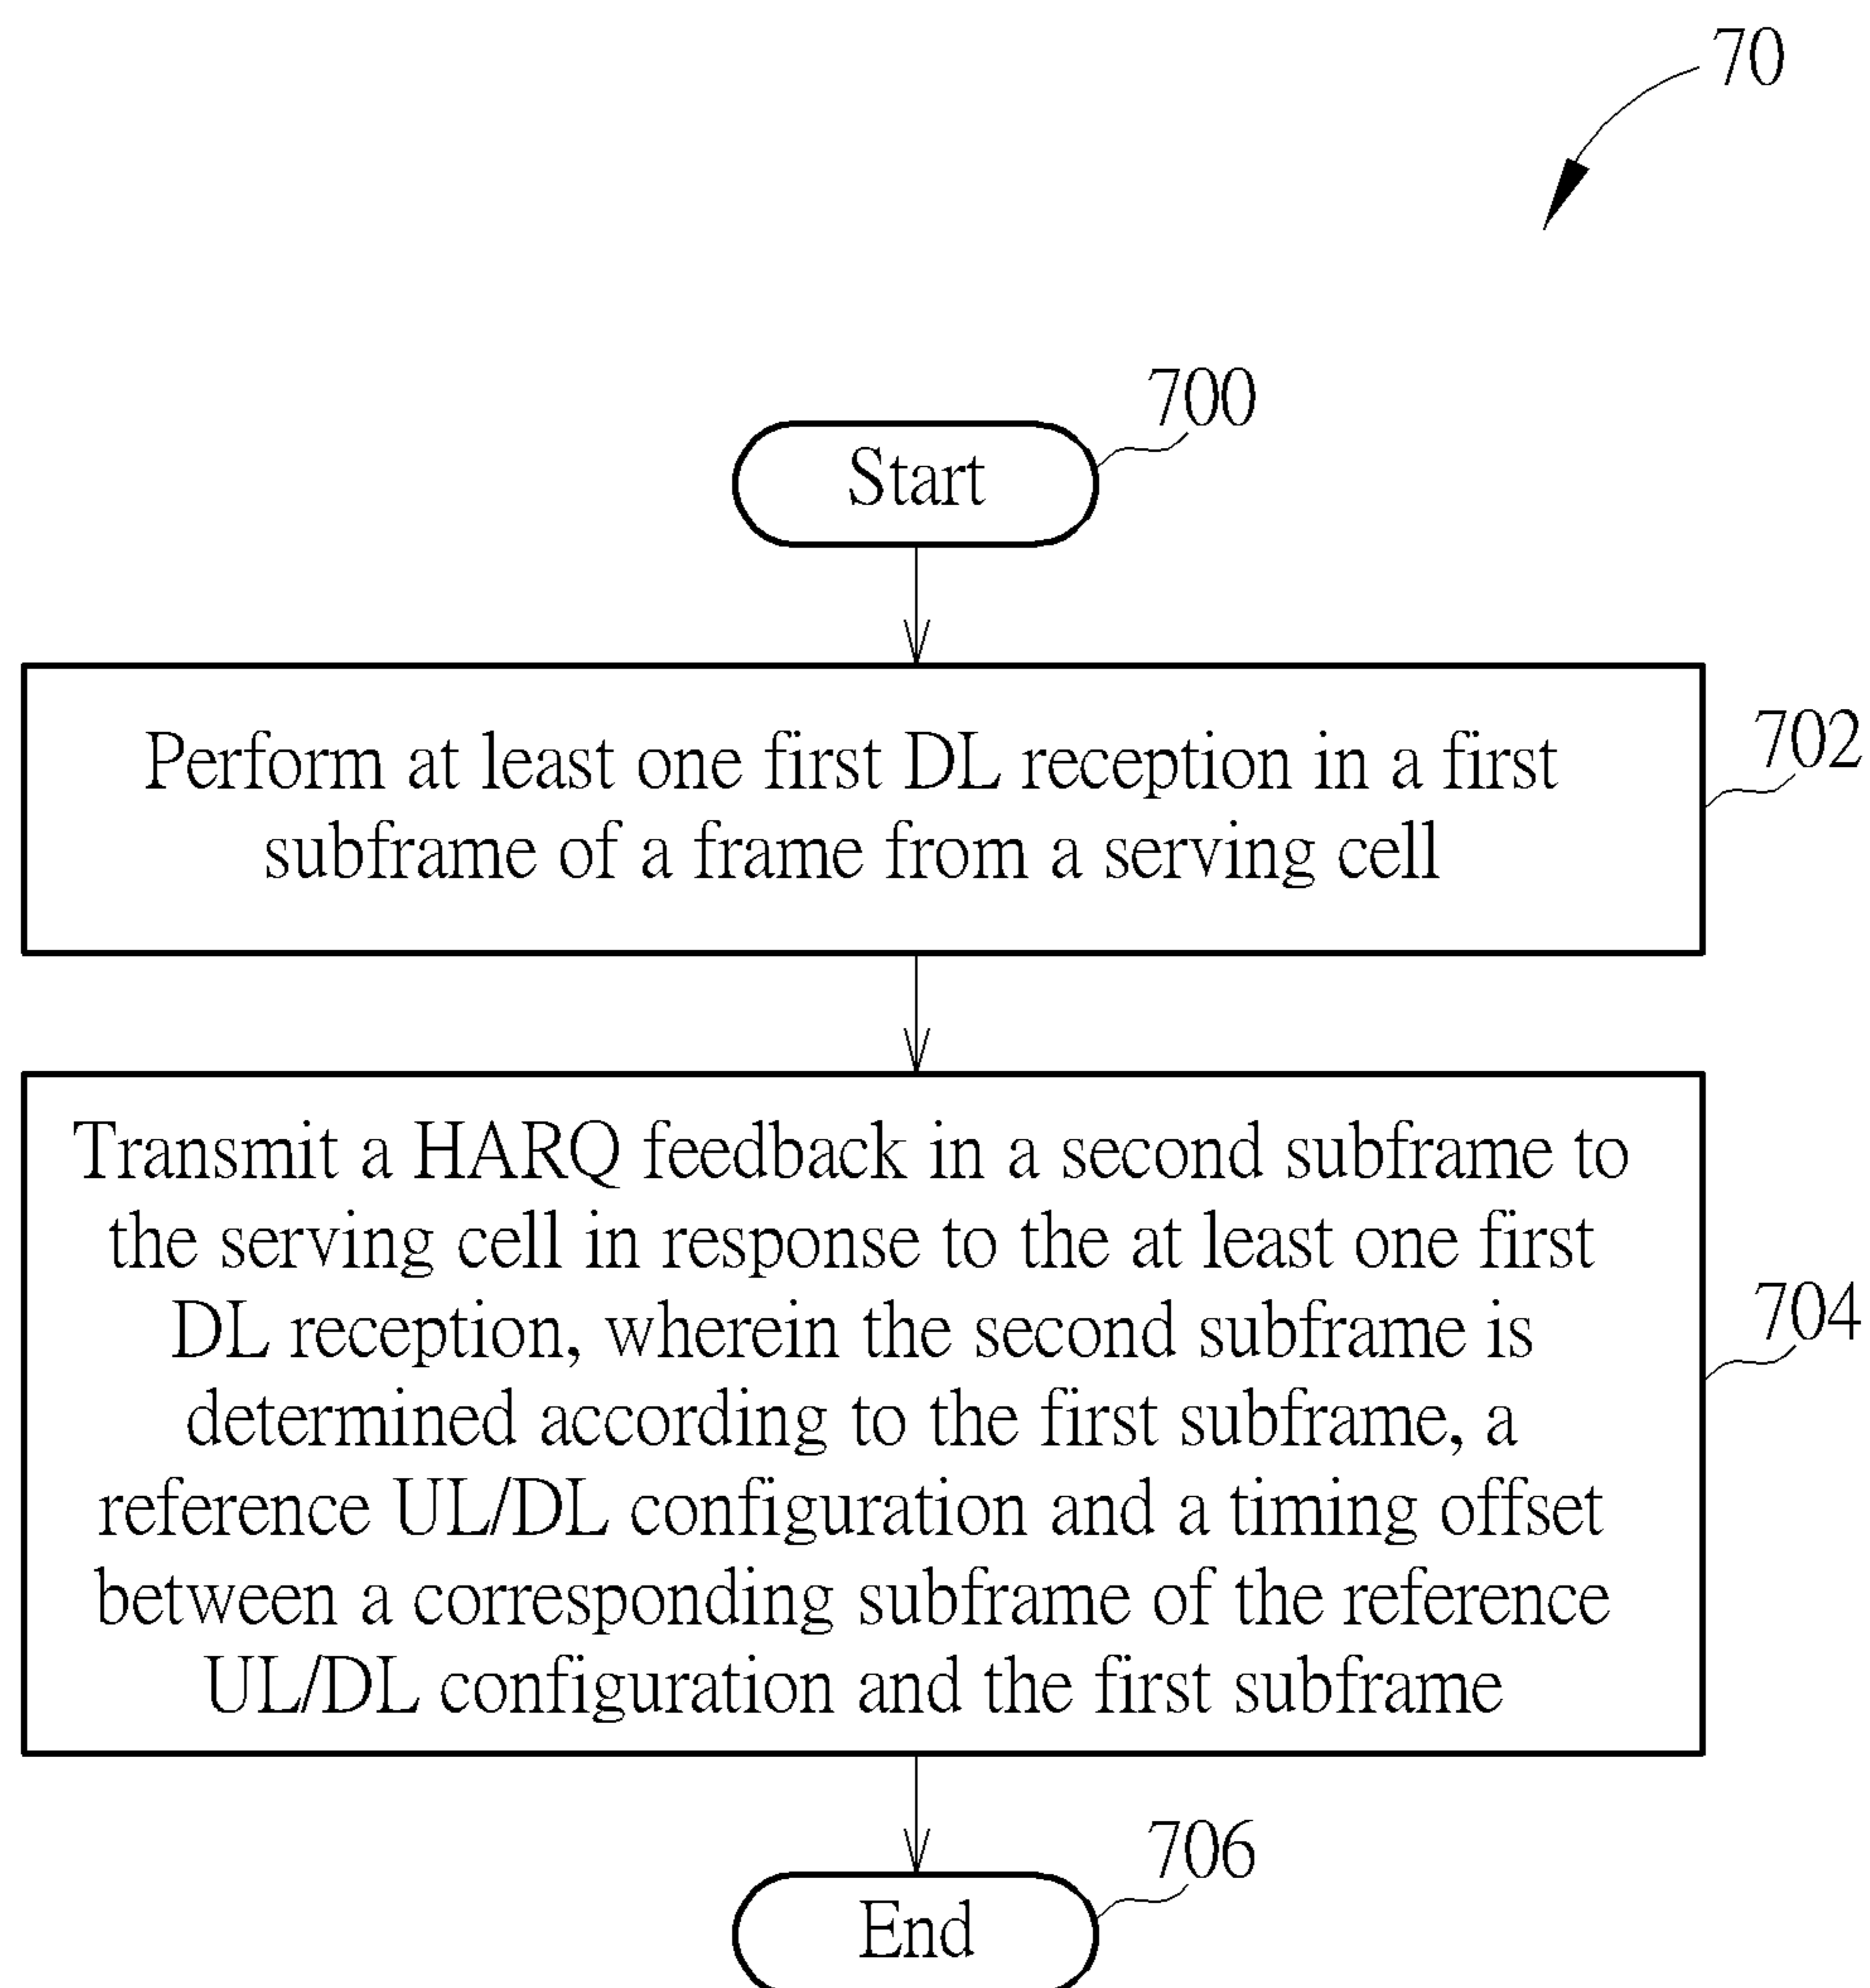 70
700
Start
702
Perform at least one first DL reception in a first
subframe of a frame from a serving cell
704
Transmit a HARQ feedback in a second subframe to
the serving cell in response to the at least one first
DL reception, wherein the second subframe is
determined according to the first subframe, a
reference UL/DL configuration and a timing offset
between a corresponding subframe of the reference
UL/DL configuration and the first subframe
706
End